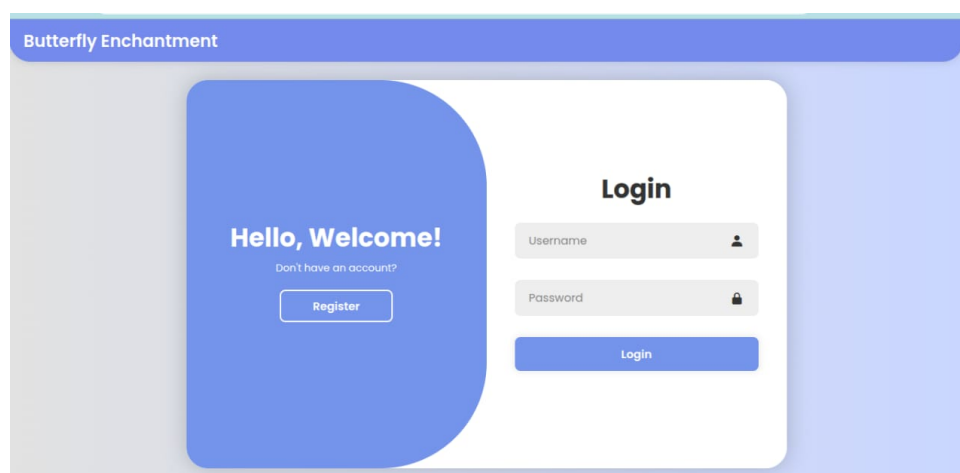 Butterfly Enchantment
Hello, Welcome!
Don't have an account?
Register
Login
Username
Password
Login